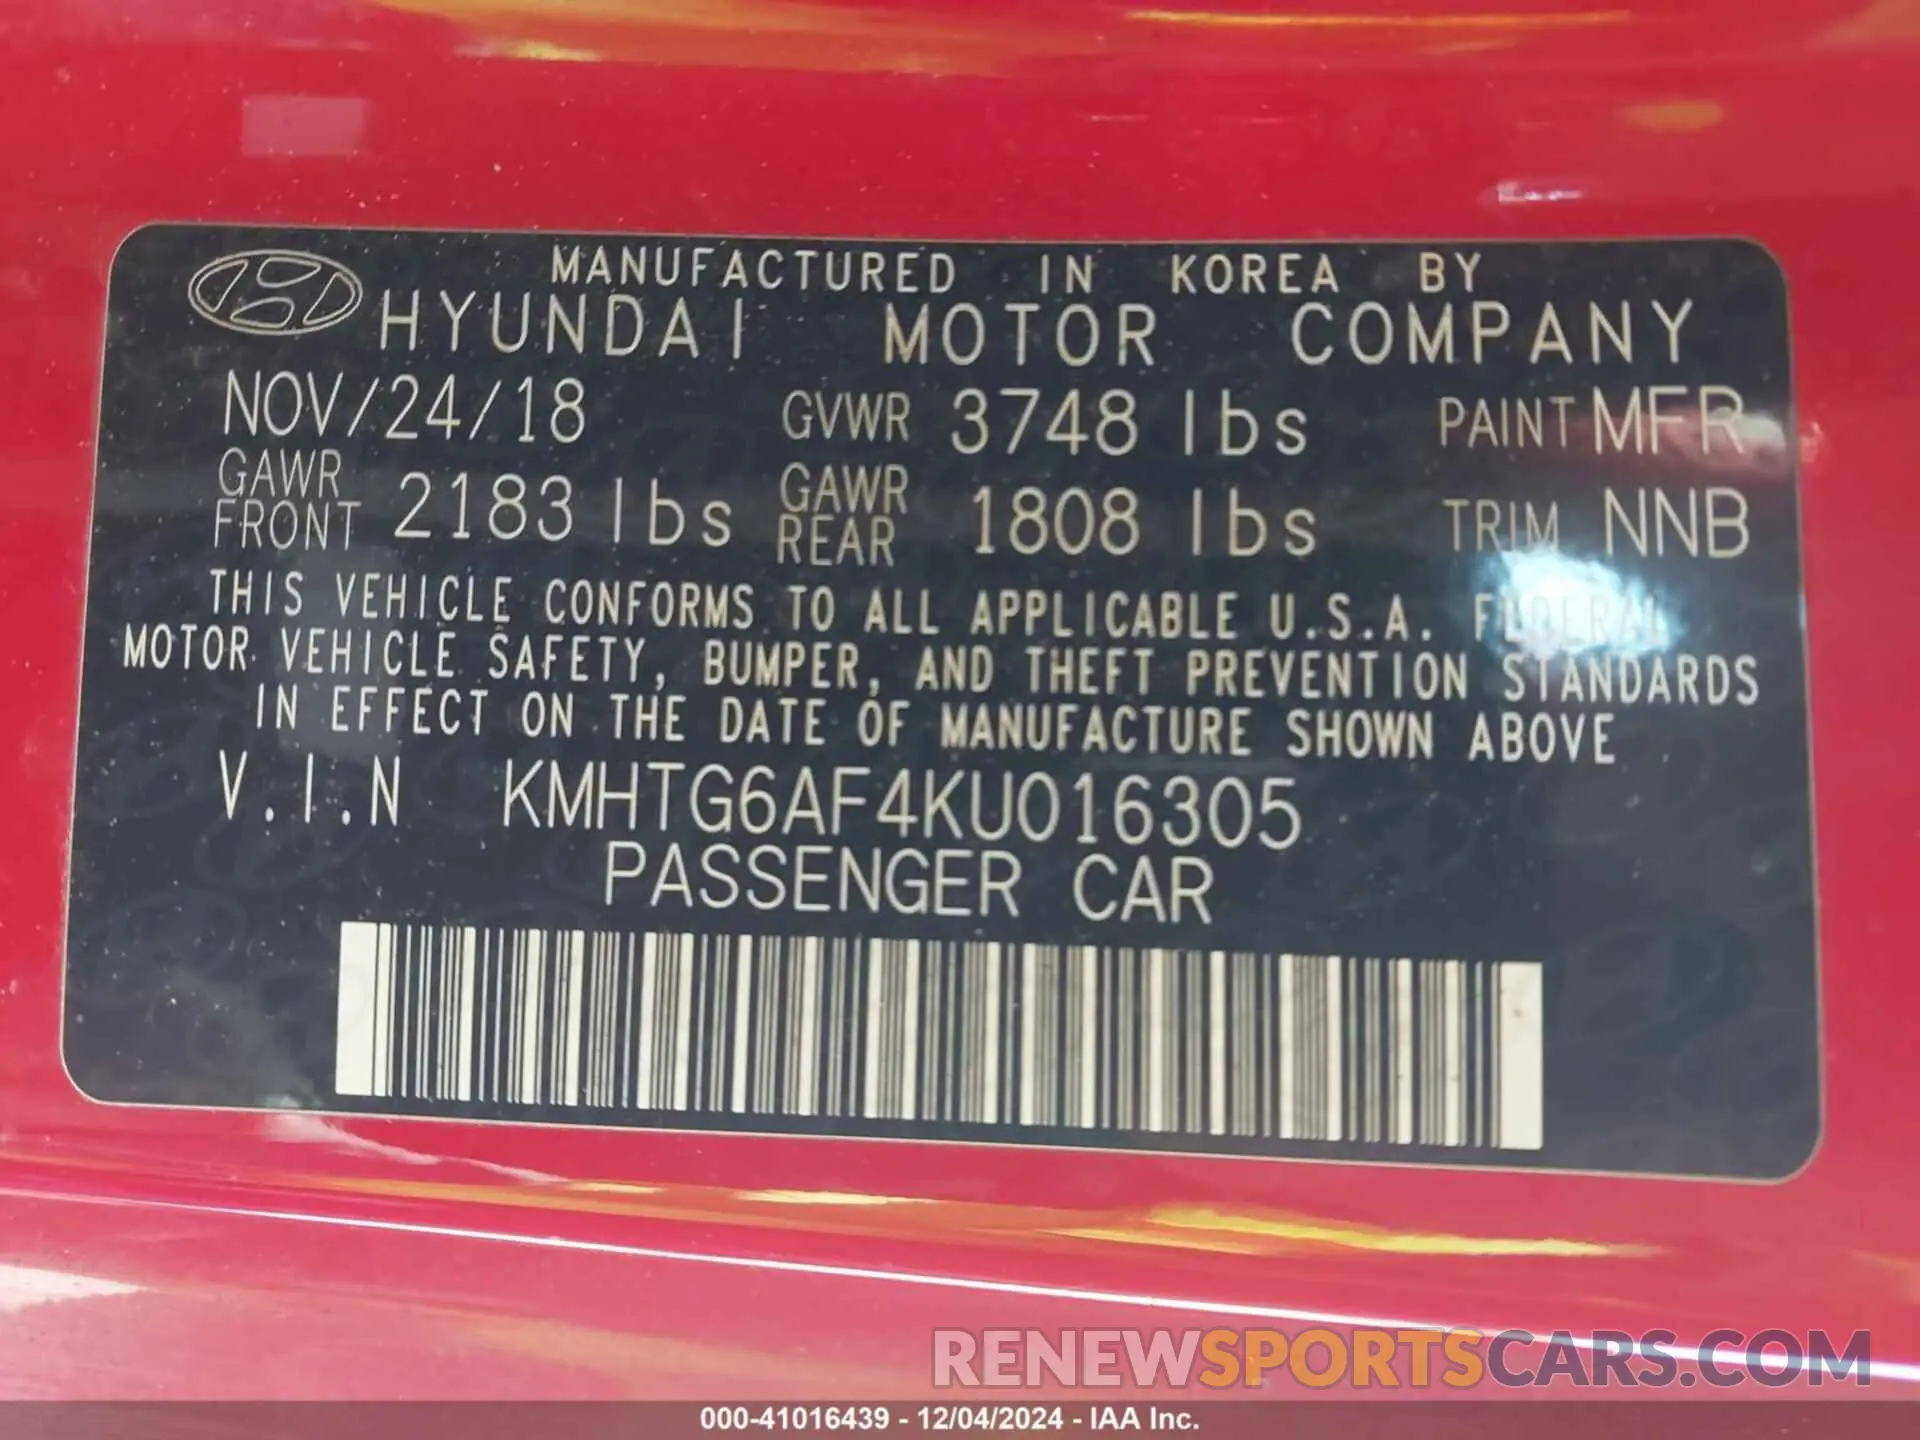 MANUFACTURED IN KOREA BY
HYUNDAI MOTOR COMPANY
NOV/24/18 GVWR 3748 lbs PAINT MFR
GAWR FRONT 2183 lbs GAWR REAR 1808 lbs TRIM NNB
THIS VEHICLE CONFORMS TO ALL APPLICABLE U.S.A. FEDERAL
MOTOR VEHICLE SAFETY, BUMPER, AND THEFT PREVENTION STANDARDS
IN EFFECT ON THE DATE OF MANUFACTURE SHOWN ABOVE
V.I.N KMHTG6AF4KU016305
PASSENGER CAR
RENEWSPORTSCARS.COM
000-41016439 - 12/04/2024 - IAA Inc.